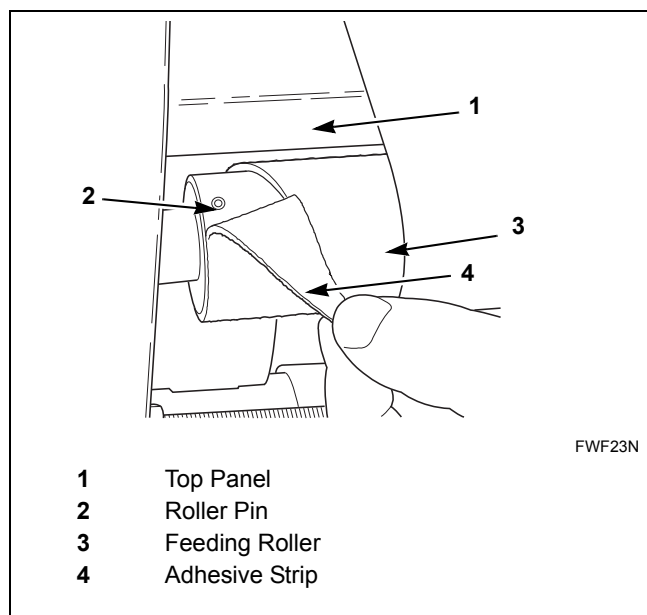 1
2
3
4
FWF23N
1 Top Panel
2 Roller Pin
3 Feeding Roller
4 Adhesive Strip